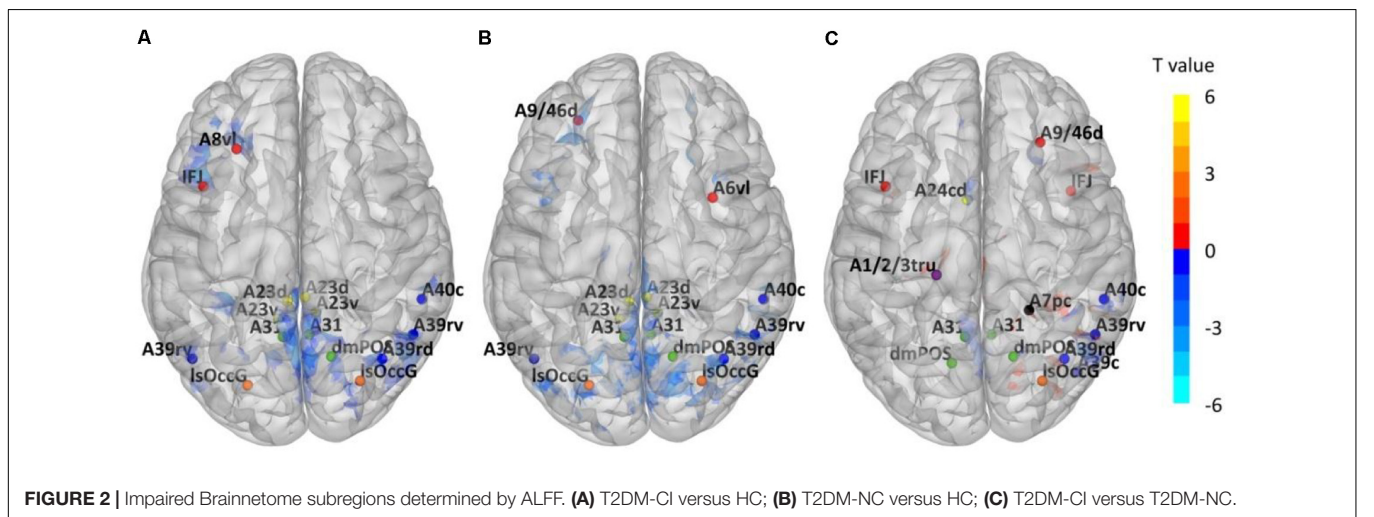 A
B
C
T value
6
3
0
-3
-6
A8vl
IFJ
A23d
A23d
A23v
A23v
A31
A31
A40c
A39rv
A39rv
dmPOS
A39rd
lsOccG
lsOccG
A9/46d
A6vl
A23d
A23d
A23v
A23v
A31
A31
A40c
A39rv
A39rv
dmPOS
A39rd
lsOccG
lsOccG
A9/46d
IFJ
IFJ
A24cd
A1/2/3tru
A7pc
A40c
A31
A31
A39rv
dmPOS
dmPOS
A39rd
lsOccG
FIGURE 2 | Impaired Brainnetome subregions determined by ALFF. (A) T2DM-CI versus HC; (B) T2DM-NC versus HC; (C) T2DM-CI versus T2DM-NC.